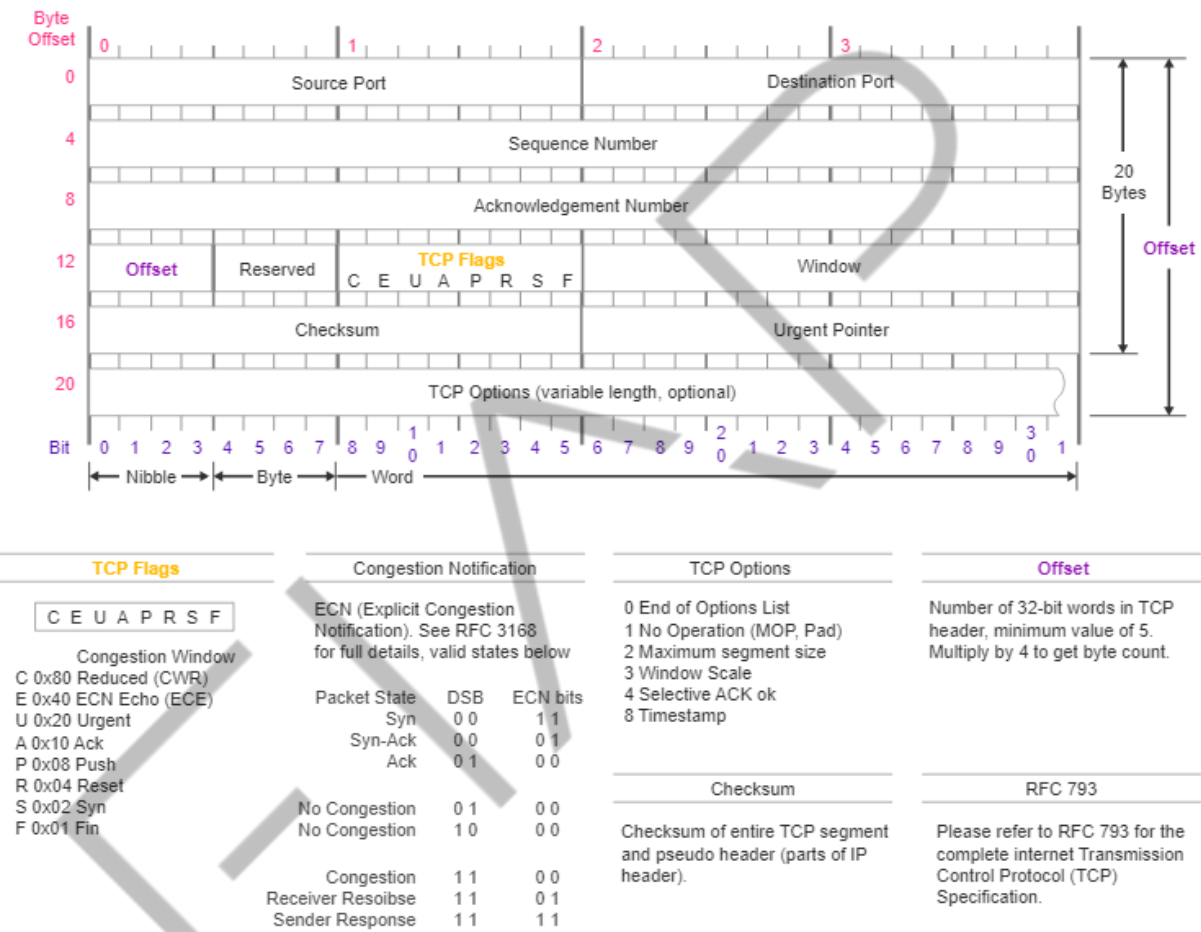 Byte
Offset
0 1 2 3
0 Source Port Destination Port
4 Sequence Number
8 Acknowledgement Number
12 Offset Reserved TCP Flags Window
C E U A P R S F
16 Checksum Urgent Pointer
20 TCP Options (variable length, optional)
20
Bytes
Offset
Bit 0 1 2 3 4 5 6 7 8 9 10 1 2 3 4 5 6 7 8 9 20 1 2 3 4 5 6 7 8 9 30 1
Nibble Byte Word
TCP Flags
C E U A P R S F
Congestion Window
C 0x80 Reduced (CWR)
E 0x40 ECN Echo (ECE)
U 0x20 Urgent
A 0x10 Ack
P 0x08 Push
R 0x04 Reset
S 0x02 Syn
F 0x01 Fin
Congestion Notification
ECN (Explicit Congestion
Notification). See RFC 3168
for full details, valid states below
Packet State DSB ECN bits
Syn 0 0 1 1
Syn-Ack 0 0 0 1
Ack 0 1 0 0
No Congestion 0 1 0 0
No Congestion 1 0 0 0
Congestion 1 1 0 0
Receiver Resoibse 1 1 0 1
Sender Response 1 1 1 1
TCP Options
0 End of Options List
1 No Operation (MOP, Pad)
2 Maximum segment size
3 Window Scale
4 Selective ACK ok
8 Timestamp
Checksum
Checksum of entire TCP segment
and pseudo header (parts of IP
header).
Offset
Number of 32-bit words in TCP
header, minimum value of 5.
Multiply by 4 to get byte count.
RFC 793
Please refer to RFC 793 for the
complete internet Transmission
Control Protocol (TCP)
Specification.